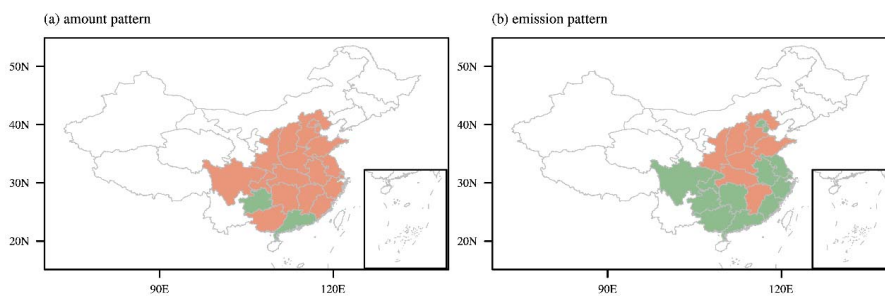 (a) amount pattern
(b) emission pattern
50N
40N
30N
20N
90E
120E
50N
40N
30N
20N
90E
120E